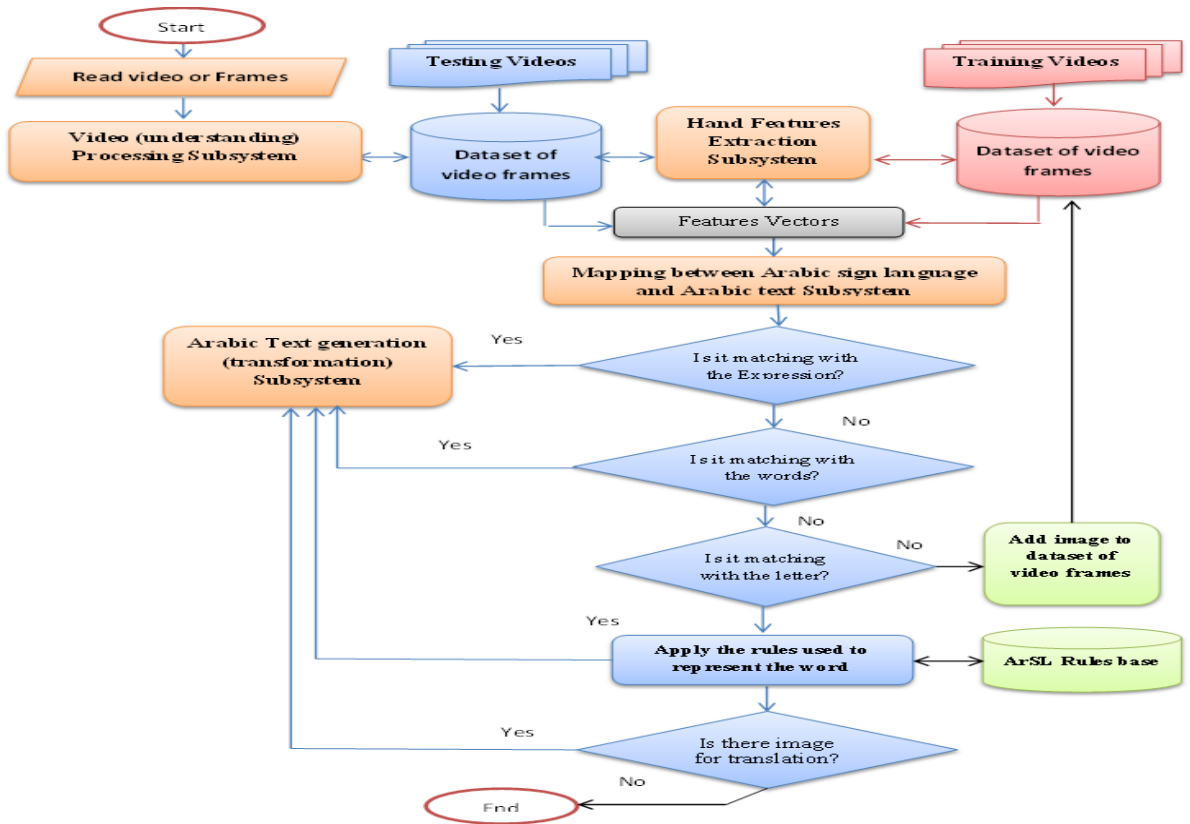 Start
Read video or Frames
Video (understanding)
Processing Subsystem
Testing Videos
Dataset of
video frames
Hand Features
Extraction
Subsystem
Training Videos
Dataset of video
frames
Features Vectors
Mapping between Arabic sign language
and Arabic text Subsystem
Arabic Text generation
(transformation)
Subsystem
Yes
Is it matching with
the Expression?
No
Yes
Is it matching with
the words?
No
Is it matching
with the letter?
No
Add image to
dataset of
video frames
Yes
Apply the rules used to
represent the word
ArSL Rules base
Yes
Is there image
for translation?
No
End